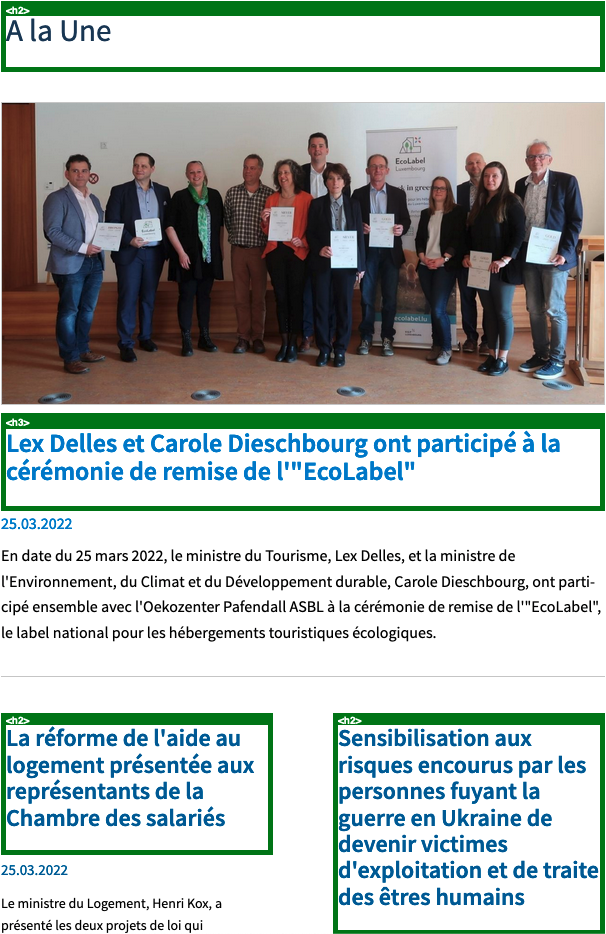 <h2>
A la Une
EcoLabel
Luxembourg
ecolabel.lu
<h3>
Lex Delles et Carole Dieschbourg ont participé à la
cérémonie de remise de l'"EcoLabel"
25.03.2022
En date du 25 mars 2022, le ministre du Tourisme, Lex Delles, et la ministre de
l'Environnement, du Climat et du Développement durable, Carole Dieschbourg, ont parti-
cipé ensemble avec l'Oekozenter Pafendall ASBL à la cérémonie de remise de l'"EcoLabel",
le label national pour les hébergements touristiques écologiques.
<h2>
La réforme de l'aide au
logement présentée aux
représentants de la
Chambre des salariés
25.03.2022
Le ministre du Logement, Henri Kox, a
présenté les deux projets de loi qui
<h2>
Sensibilisation aux
risques encourus par les
personnes fuyant la
guerre en Ukraine de
devenir victimes
d'exploitation et de traite
des êtres humains